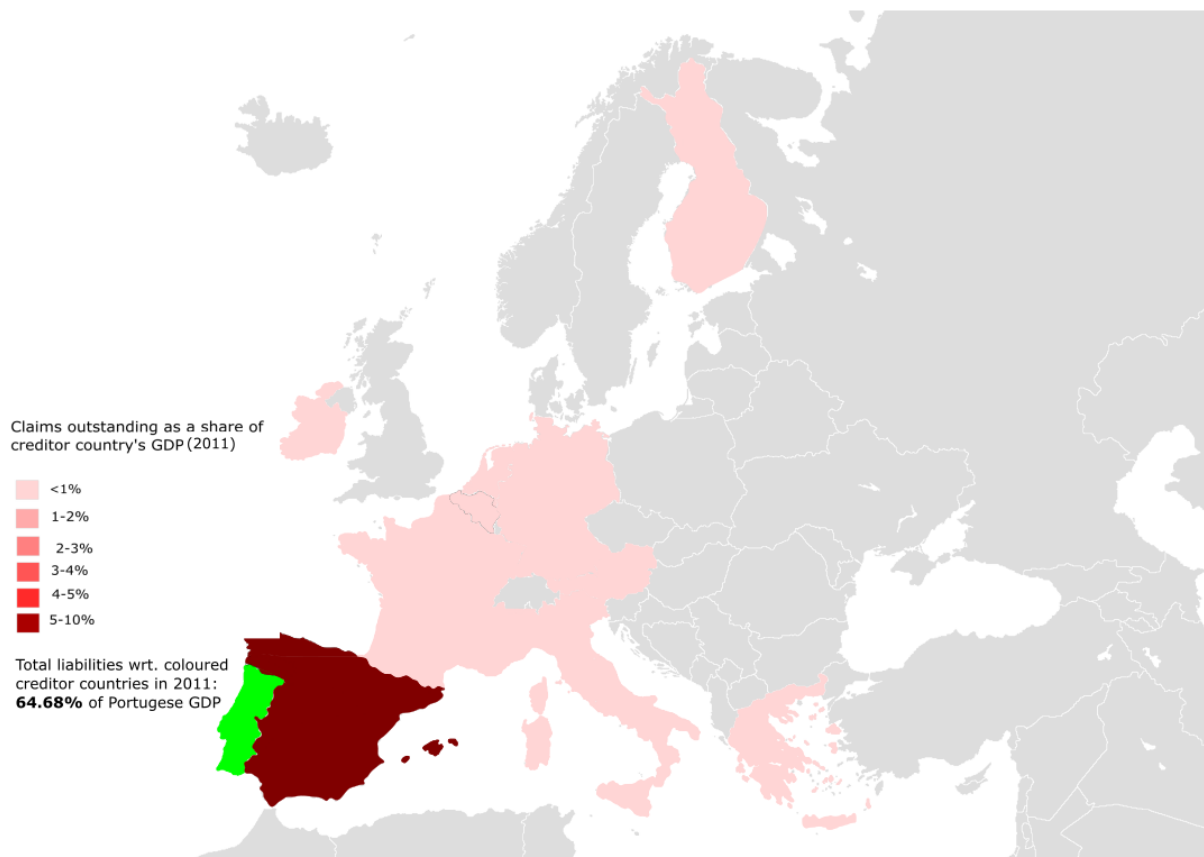 Claims outstanding as a share of
creditor country's GDP (2011)
<1%
1-2%
2-3%
3-4%
4-5%
5-10%
Total liabilities wrt. coloured
creditor countries in 2011:
64.68% of Portugese GDP